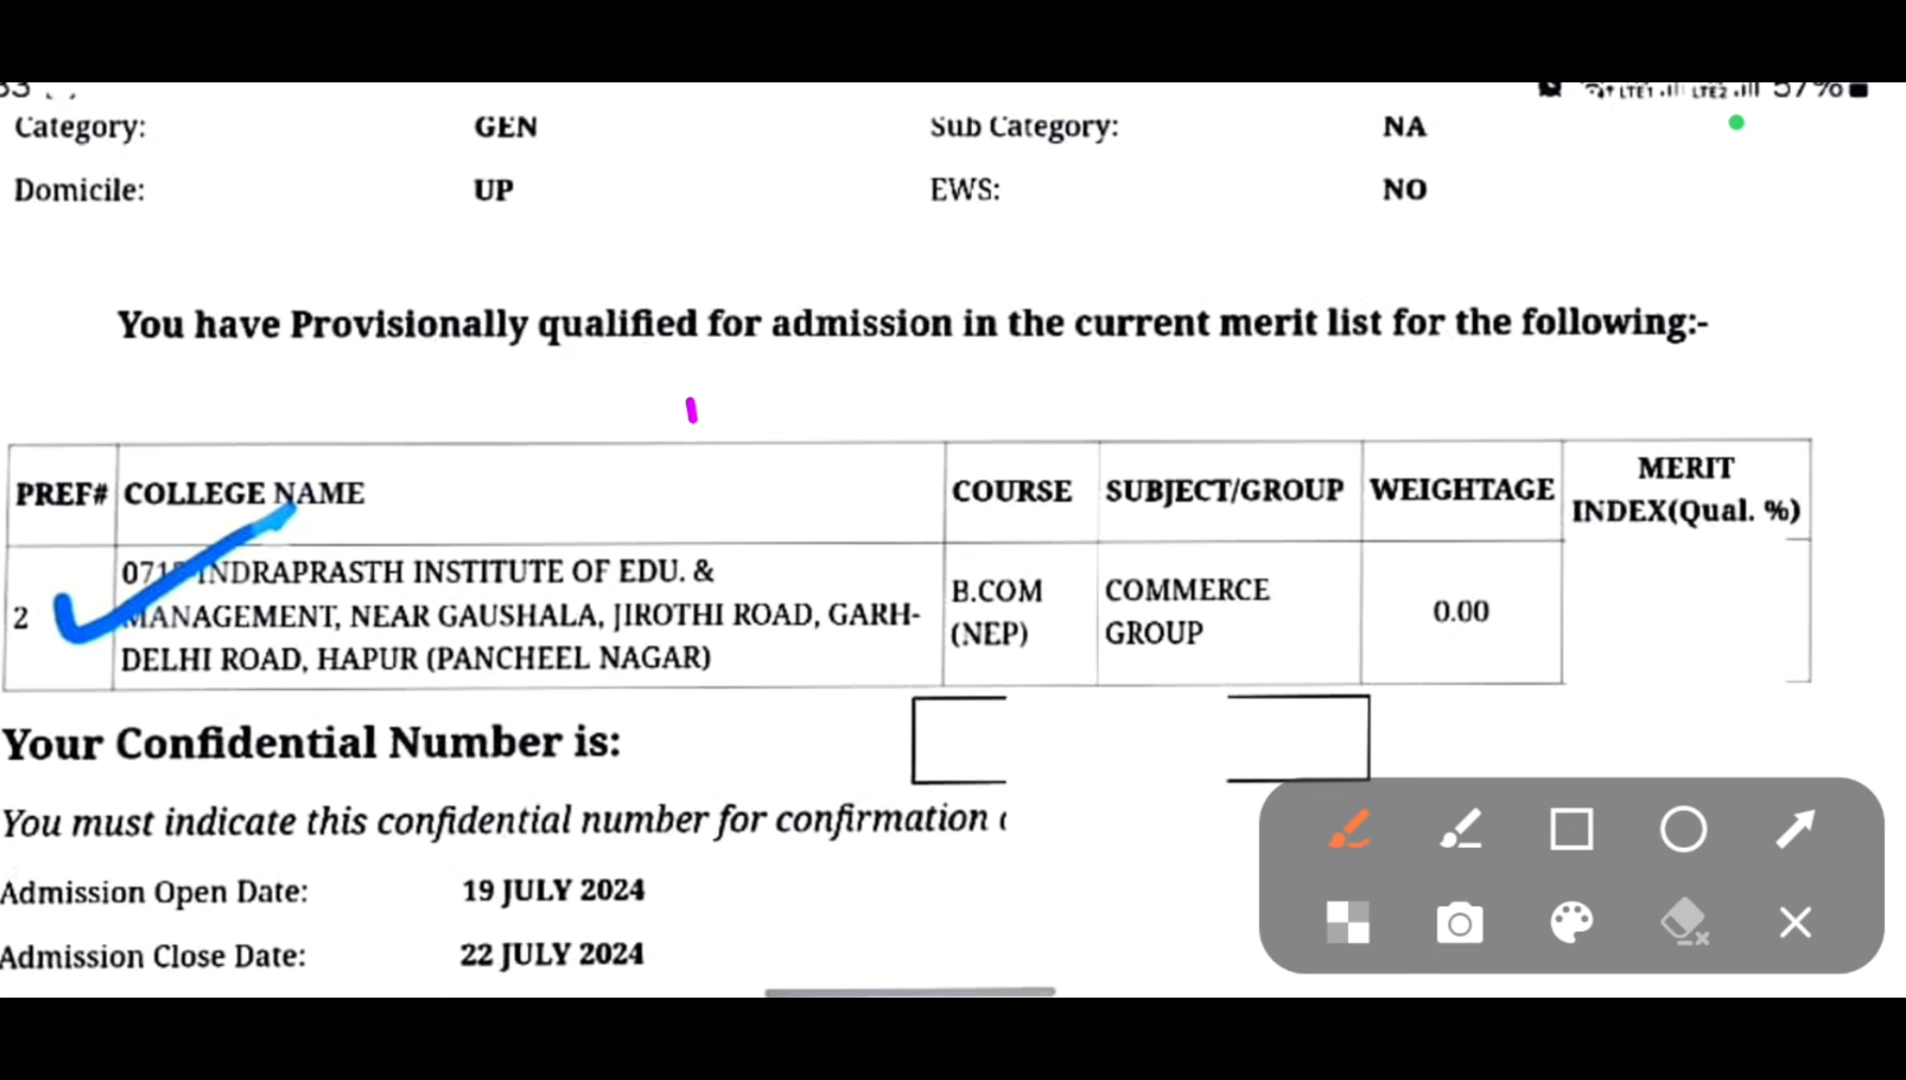 LTE1 LTE2 57%
Category: GEN Sub Category: NA
Domicile: UP EWS: NO
You have Provisionally qualified for admission in the current merit list for the following:-
PREF# COLLEGE NAME COURSE SUBJECT/GROUP WEIGHTAGE MERIT INDEX(Qual. %)
2 INDRAPRASTH INSTITUTE OF EDU. &
MANAGEMENT, NEAR GAUSHALA, JIROTHI ROAD, GARH-
DELHI ROAD, HAPUR (PANCHEEL NAGAR)
B.COM
(NEP)
COMMERCE
GROUP
0.00
Your Confidential Number is:
You must indicate this confidential number for confirmation
Admission Open Date: 19 JULY 2024
Admission Close Date: 22 JULY 2024